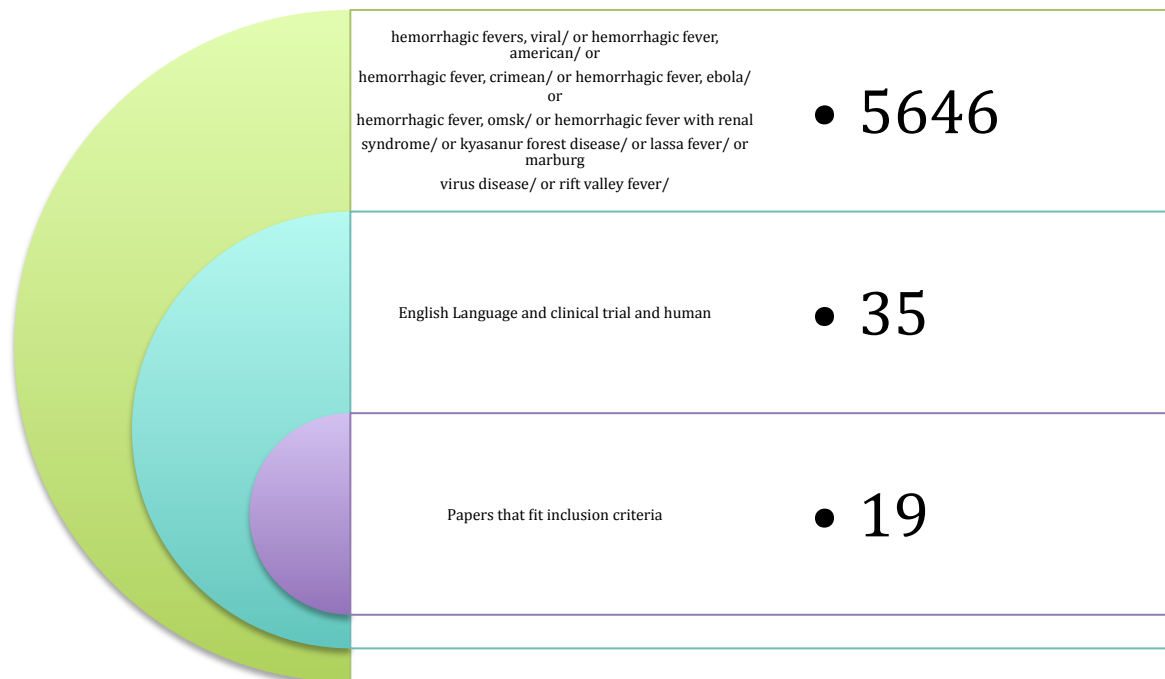 hemorrhagic fevers, viral/ or hemorrhagic fever,
american/ or
hemorrhagic fever, crimean/ or hemorrhagic fever, ebola/
or
hemorrhagic fever, omsk/ or hemorrhagic fever with renal
syndrome/ or kyasanur forest disease/ or lassa fever/ or
marburg
virus disease/ or rift valley fever/
• 5646
English Language and clinical trial and human
• 35
Papers that fit inclusion criteria
• 19